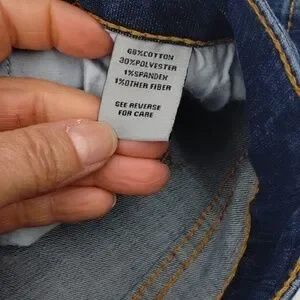 68%COTTON
30%POLYESTER
1%SPANDEX
1%OTHER FIBER
SEE REVERSE
FOR CARE